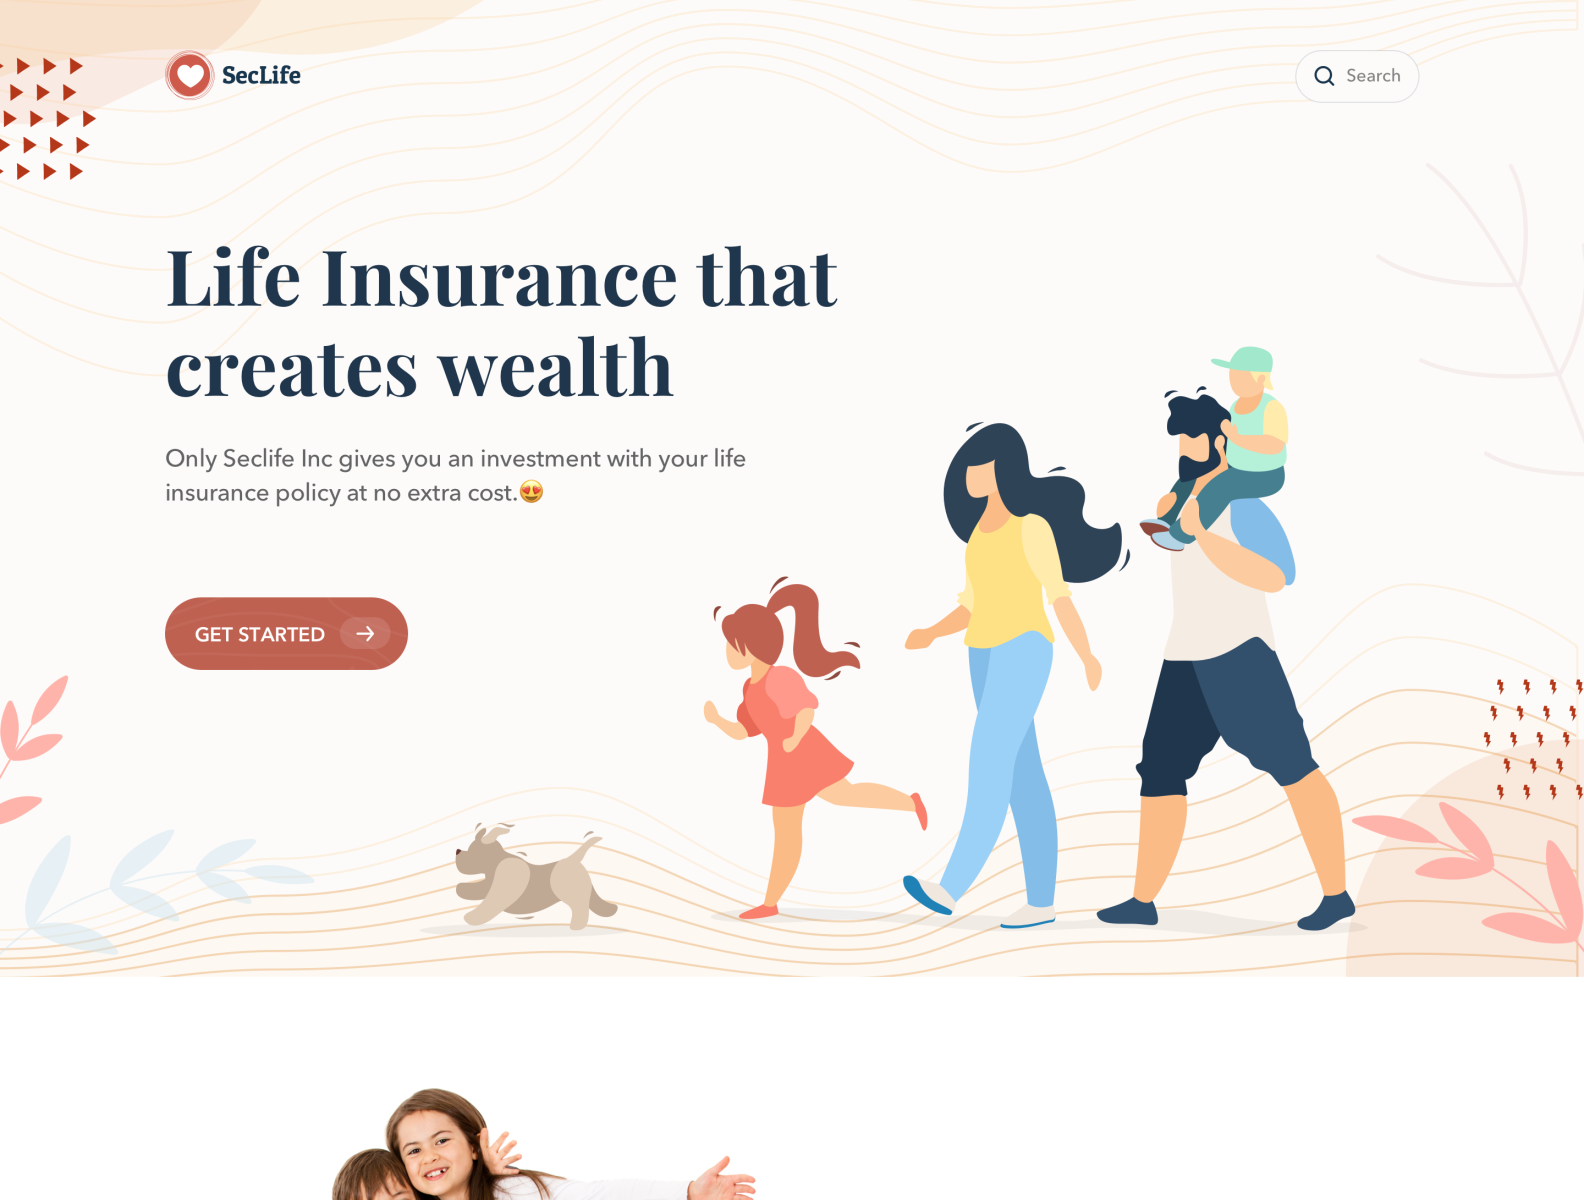 SecLife
Search
Life Insurance that
creates wealth
Only Seclife Inc gives you an investment with your life
insurance policy at no extra cost.😍
GET STARTED